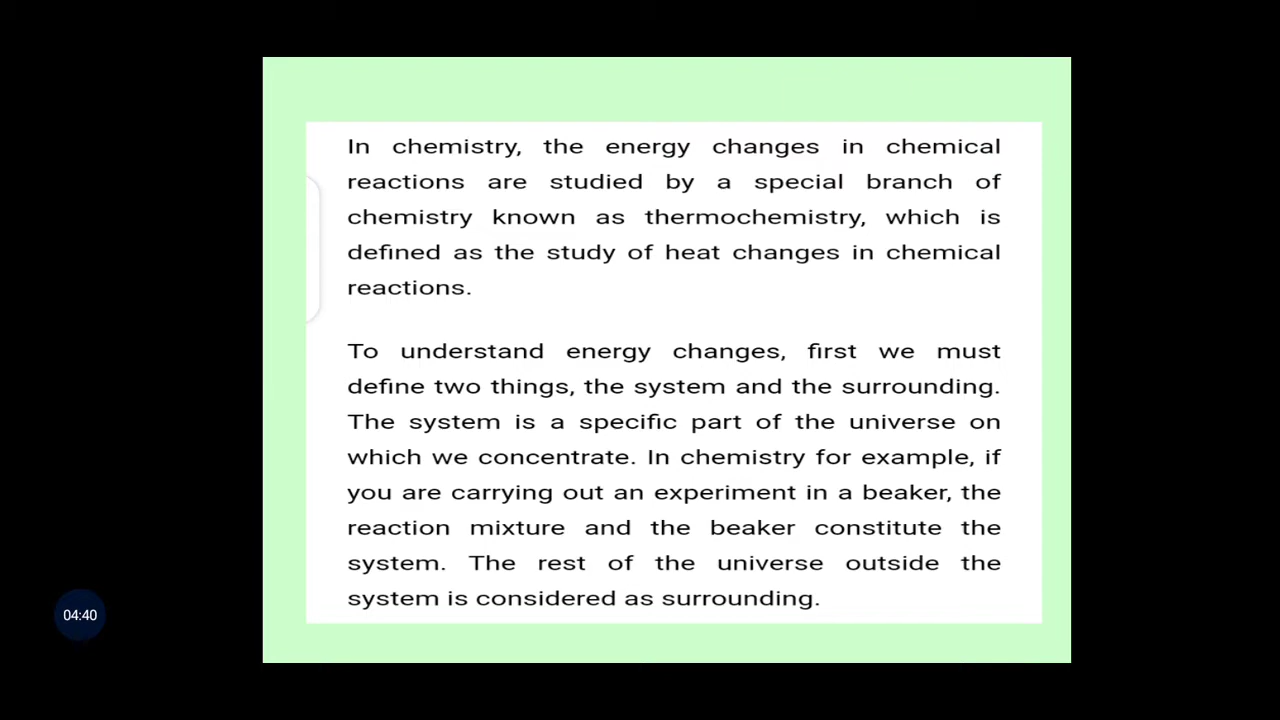 In chemistry, the energy changes in chemical
reactions are studied by a special branch of
chemistry known as thermochemistry, which is
defined as the study of heat changes in chemical
reactions.
To understand energy changes, first we must
define two things, the system and the surrounding.
The system is a specific part of the universe on
which we concentrate. In chemistry for example, if
you are carrying out an experiment in a beaker, the
reaction mixture and the beaker constitute the
system. The rest of the universe outside the
system is considered as surrounding.
04:40